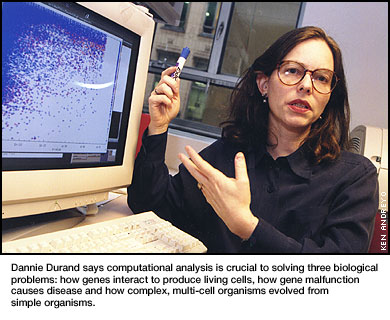 KEN ANDREYO
Dannie Durand says computational analysis is crucial to solving three biological
problems: how genes interact to produce living cells, how gene malfunction
causes disease and how complex, multi-cell organisms evolved from
simple organisms.